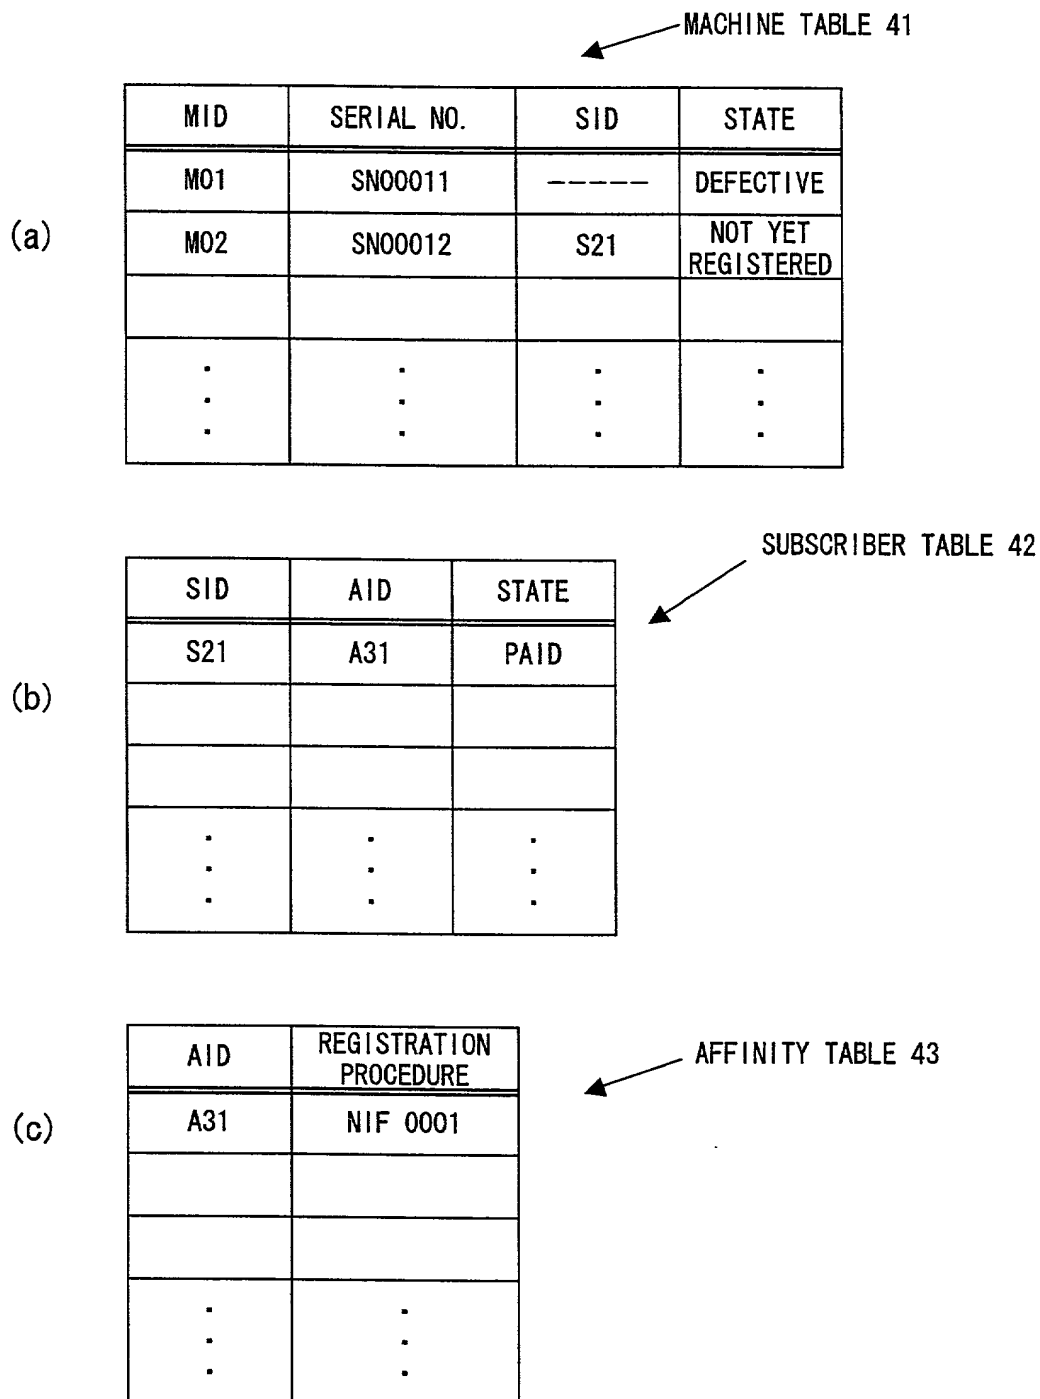 MACHINE TABLE 41
MID SERIAL NO. SID STATE
M01 SN00011 ----- DEFECTIVE
(a)
M02 SN00012 S21 NOT YET REGISTERED
SUBSCRIBER TABLE 42
SID AID STATE
S21 A31 PAID
(b)
AID REGISTRATION PROCEDURE
AFFINITY TABLE 43
A31 NIF 0001
(c)